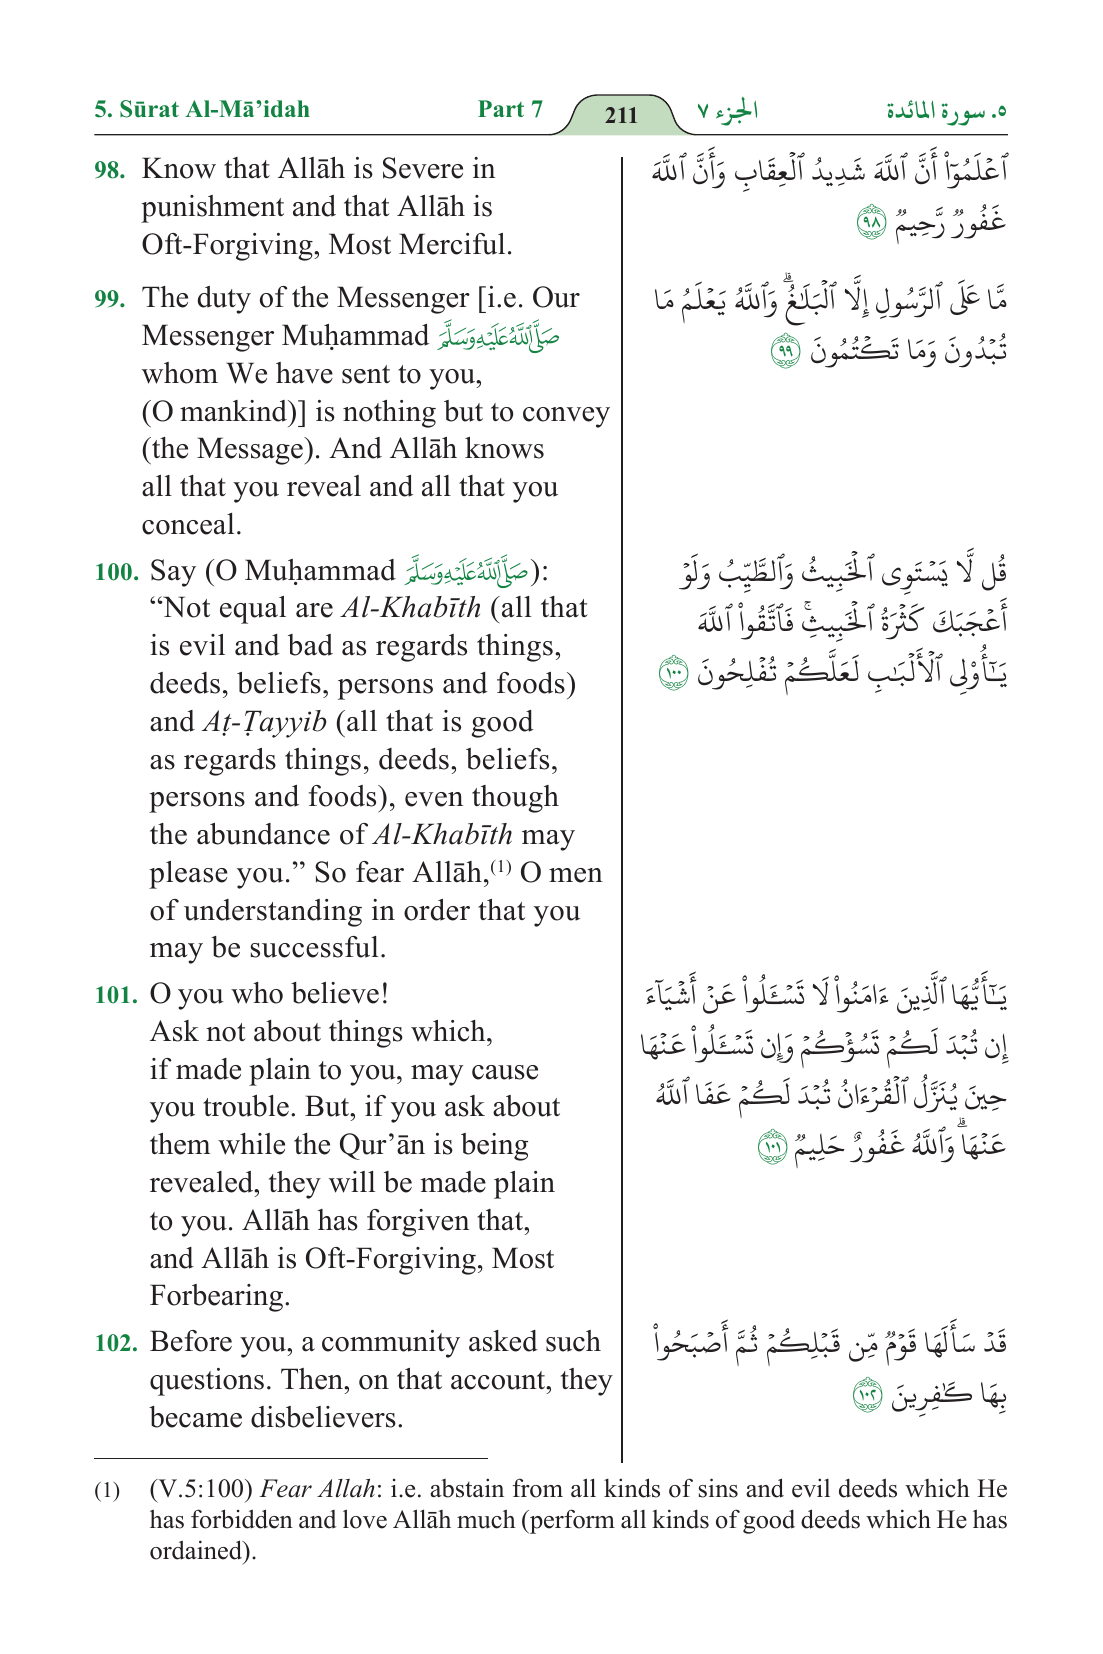 5. Sūrat Al-Mā’idah Part 7 211 الجزء ٧ ٥. سورة المائدة
98. Know that Allāh is Severe in
punishment and that Allāh is
Oft-Forgiving, Most Merciful.
ٱعۡلَمُوٓاْ أَنَّ ٱللَّهَ شَدِيدُ ٱلۡعِقَابِ وَأَنَّ ٱللَّهَ
غَفُورٞ رَّحِيمٞ ٩٨
99. The duty of the Messenger [i.e. Our
Messenger Muḥammad صَلَّى ٱللَّهُ عَلَيْهِ وَسَلَّمَ
whom We have sent to you,
(O mankind)] is nothing but to convey
(the Message). And Allāh knows
all that you reveal and all that you
conceal.
مَّا عَلَى ٱلرَّسُولِ إِلَّا ٱلۡبَلَٰغُۗ وَٱللَّهُ يَعۡلَمُ مَا
تُبۡدُونَ وَمَا تَكۡتُمُونَ ٩٩
100. Say (O Muḥammad صَلَّى ٱللَّهُ عَلَيْهِ وَسَلَّمَ):
“Not equal are Al-Khabīth (all that
is evil and bad as regards things,
deeds, beliefs, persons and foods)
and Aṭ-Ṭayyib (all that is good
as regards things, deeds, beliefs,
persons and foods), even though
the abundance of Al-Khabīth may
please you.” So fear Allāh,(1) O men
of understanding in order that you
may be successful.
قُل لَّا يَسۡتَوِي ٱلۡخَبِيثُ وَٱلطَّيِّبُ وَلَوۡ
أَعۡجَبَكَ كَثۡرَةُ ٱلۡخَبِيثِۚ فَٱتَّقُواْ ٱللَّهَ
يَٰٓأُوْلِي ٱلۡأَلۡبَٰبِ لَعَلَّكُمۡ تُفۡلِحُونَ ١٠٠
101. O you who believe!
Ask not about things which,
if made plain to you, may cause
you trouble. But, if you ask about
them while the Qur’ān is being
revealed, they will be made plain
to you. Allāh has forgiven that,
and Allāh is Oft-Forgiving, Most
Forbearing.
يَٰٓأَيُّهَا ٱلَّذِينَ ءَامَنُواْ لَا تَسۡـَٔلُواْ عَنۡ أَشۡيَآءَ
إِن تُبۡدَ لَكُمۡ تَسُؤۡكُمۡ وَإِن تَسۡـَٔلُواْ عَنۡهَا
حِينَ يُنَزَّلُ ٱلۡقُرۡءَانُ تُبۡدَ لَكُمۡ عَفَا ٱللَّهُ
عَنۡهَاۗ وَٱللَّهُ غَفُورٌ حَلِيمٞ ١٠١
102. Before you, a community asked such
questions. Then, on that account, they
became disbelievers.
قَدۡ سَأَلَهَا قَوۡمٞ مِّن قَبۡلِكُمۡ ثُمَّ أَصۡبَحُواْ
بِهَا كَٰفِرِينَ ١٠٢
(1) (V.5:100) Fear Allah: i.e. abstain from all kinds of sins and evil deeds which He
has forbidden and love Allāh much (perform all kinds of good deeds which He has
ordained).